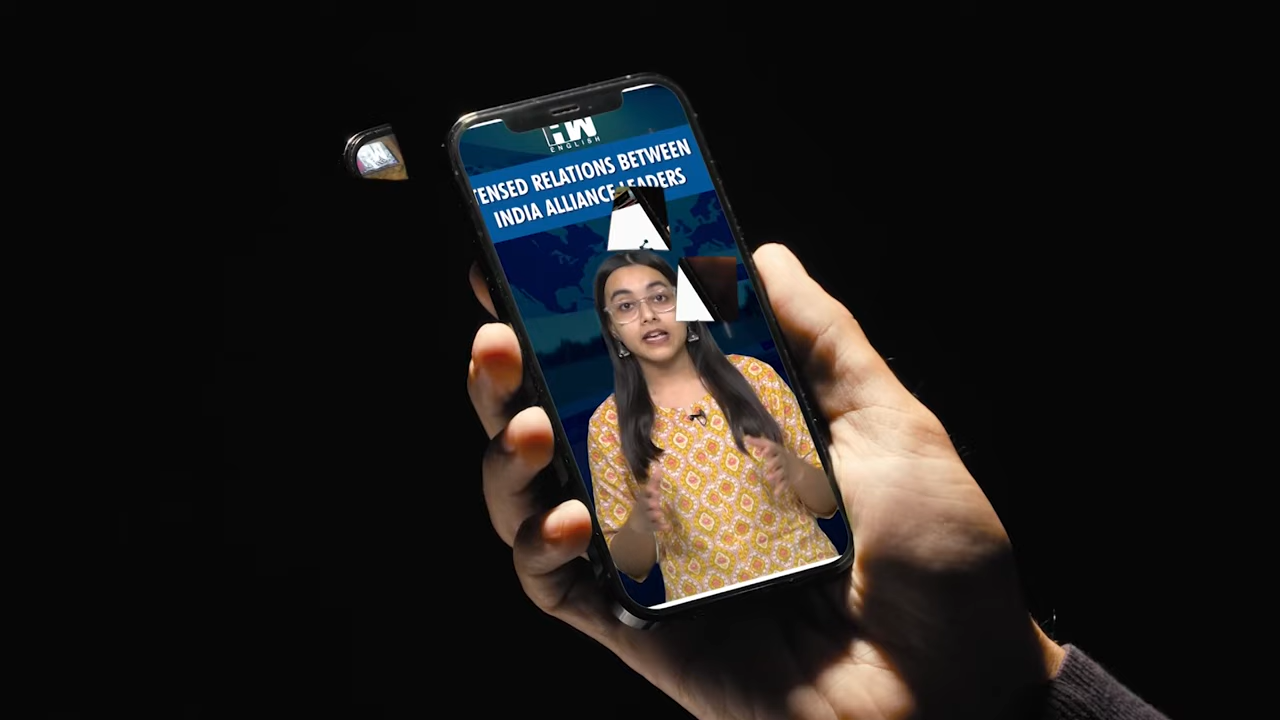 HW
ENGLISH
TENSED RELATIONS BETWEEN
INDIA ALLIANCE LEADERS